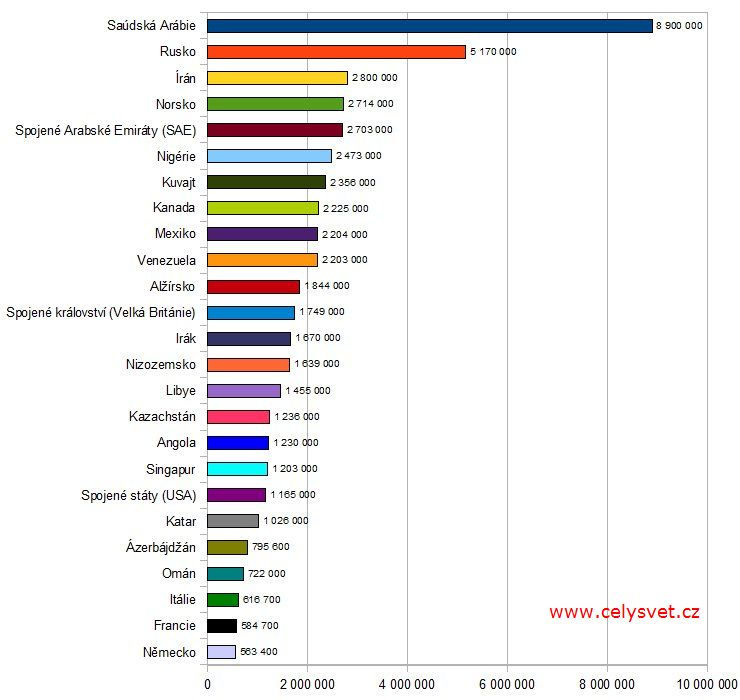 Saúdská Arábie 8 900 000
Rusko 5 170 000
Írán 2 800 000
Norsko 2 714 000
Spojené Arabské Emiráty (SAE) 2 703 000
Nigérie 2 473 000
Kuvajt 2 356 000
Kanada 2 225 000
Mexiko 2 204 000
Venezuela 2 203 000
Alžírsko 1 844 000
Spojené království (Velká Británie) 1 749 000
Irák 1 670 000
Nizozemsko 1 639 000
Libye 1 455 000
Kazachstán 1 236 000
Angola 1 230 000
Singapur 1 203 000
Spojené státy (USA) 1 165 000
Katar 1 026 000
Ázerbájdžán 795 600
Omán 722 000
Itálie 616 700
www.celysvet.cz
Francie 584 700
Německo 563 400
0 2 000 000 4 000 000 6 000 000 8 000 000 10 000 000